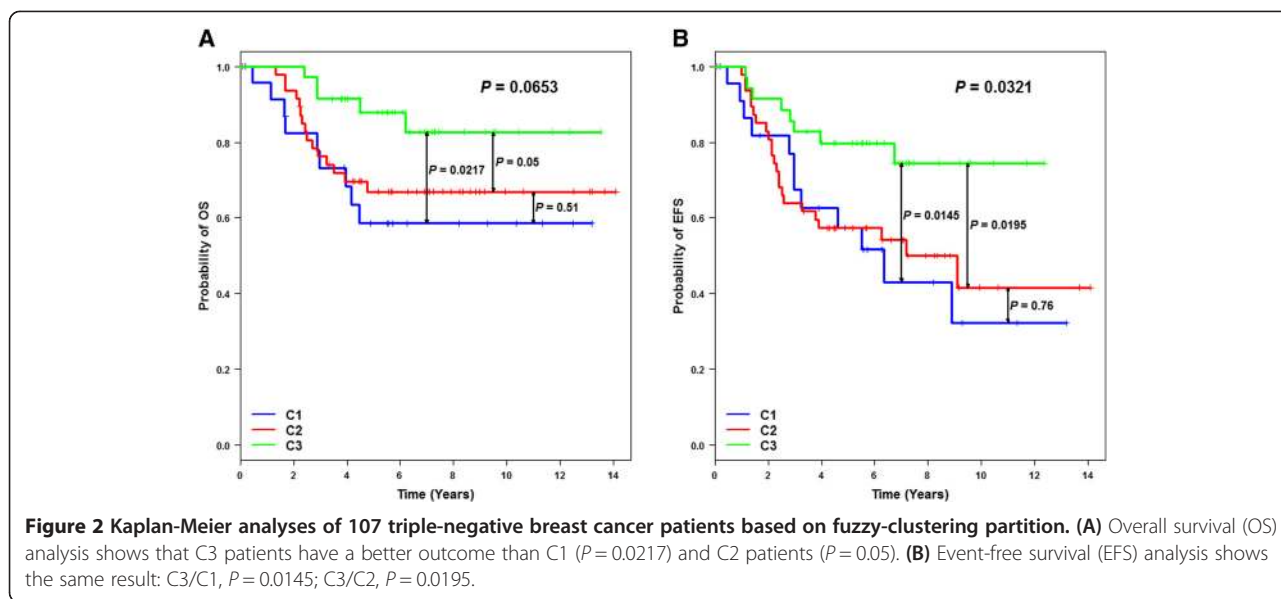 A
P = 0.0653
Probability of OS
1.0
0.8
0.6
0.4
0.2
0.0
P = 0.0217
P = 0.05
P = 0.51
C1
C2
C3
0 2 4 6 8 10 12 14
Time (Years)
B
P = 0.0321
Probability of EFS
1.0
0.8
0.6
0.4
0.2
0.0
P = 0.0145
P = 0.0195
P = 0.76
C1
C2
C3
0 2 4 6 8 10 12 14
Time (Years)
Figure 2 Kaplan-Meier analyses of 107 triple-negative breast cancer patients based on fuzzy-clustering partition. (A) Overall survival (OS)
analysis shows that C3 patients have a better outcome than C1 (P = 0.0217) and C2 patients (P = 0.05). (B) Event-free survival (EFS) analysis shows
the same result: C3/C1, P = 0.0145; C3/C2, P = 0.0195.